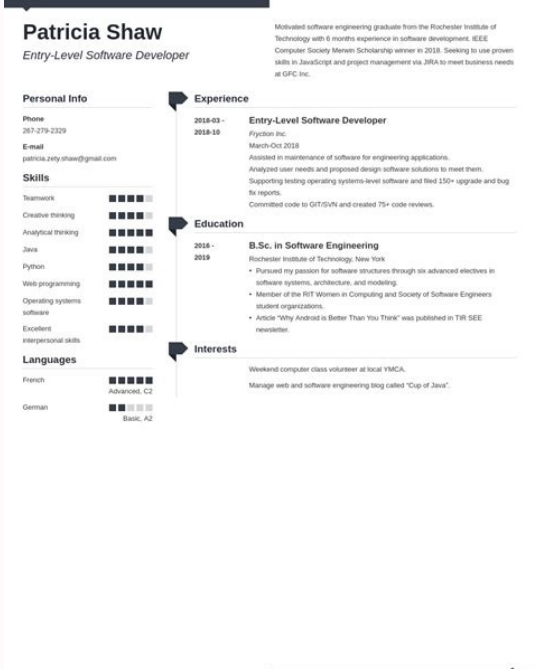 Patricia Shaw
Entry-Level Software Developer
Motivated software engineering graduate from the Rochester Institute of
Technology with 6 months experience in software development. IEEE
Computer Society Merwin Scholarship winner in 2018. Seeking to use proven
skills in JavaScript and project management via JIRA to meet business needs
at GFC Inc.
Personal Info
Phone
267-279-2329
E-mail
patricia.zety.shaw@gmail.com
Skills
Teamwork
Creative thinking
Analytical thinking
Java
Python
Web programming
Operating systems
software
Excellent
interpersonal skills
Languages
French
Advanced, C2
German
Basic, A2
Experience
2018-03 -
2018-10
Entry-Level Software Developer
Fryction Inc.
March-Oct 2018
Assisted in maintenance of software for engineering applications.
Analyzed user needs and proposed design software solutions to meet them.
Supporting testing operating systems-level software and filed 150+ upgrade and bug
fix reports.
Committed code to GIT/SVN and created 75+ code reviews.
Education
2016 -
2019
B.Sc. in Software Engineering
Rochester Institute of Technology, New York
• Pursued my passion for software structures through six advanced electives in
software systems, architecture, and modeling.
• Member of the RIT Women in Computing and Society of Software Engineers
student organizations.
• Article “Why Android is Better Than You Think” was published in TIR SEE
newsletter.
Interests
Weekend computer class volunteer at local YMCA.
Manage web and software engineering blog called “Cup of Java”.